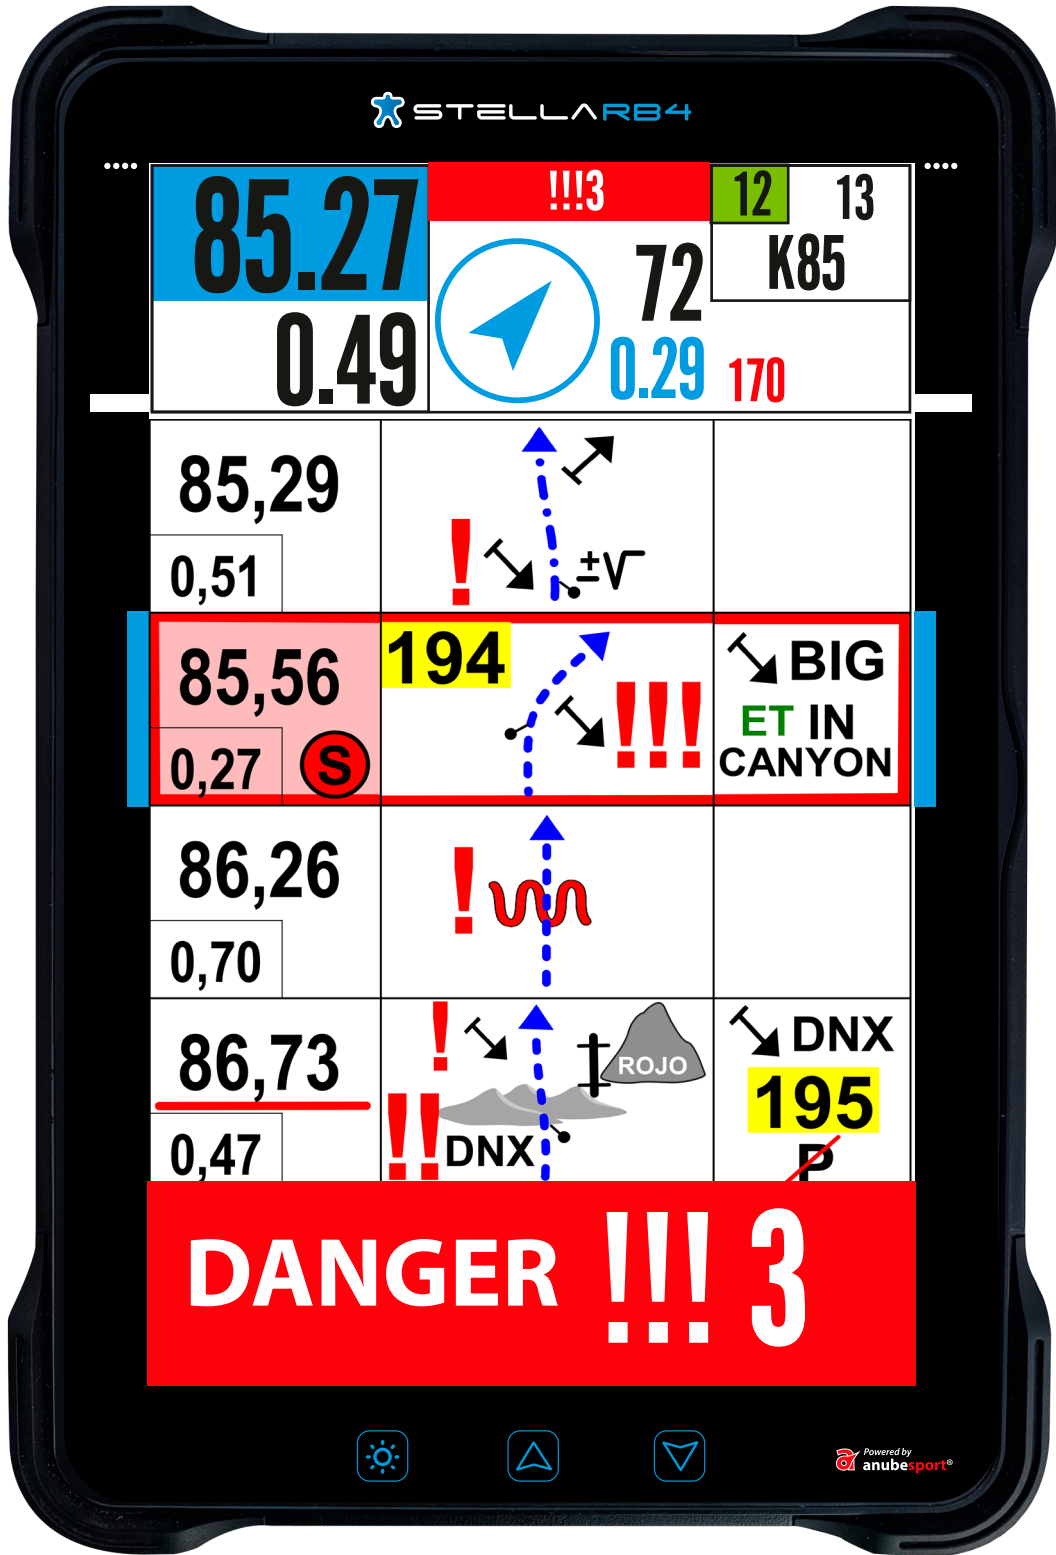 STELLARB4
85.27
0.49
!!!3
72
0.29
12 13
K85
170
85,29
0,51
!
±√
85,56
0,27
S
194
!!!
BIG
ET IN
CANYON
86,26
0,70
!
86,73
0,47
!
!!
DNX
ROJO
DNX
195
P
DANGER !!! 3
Powered by
anubesport®